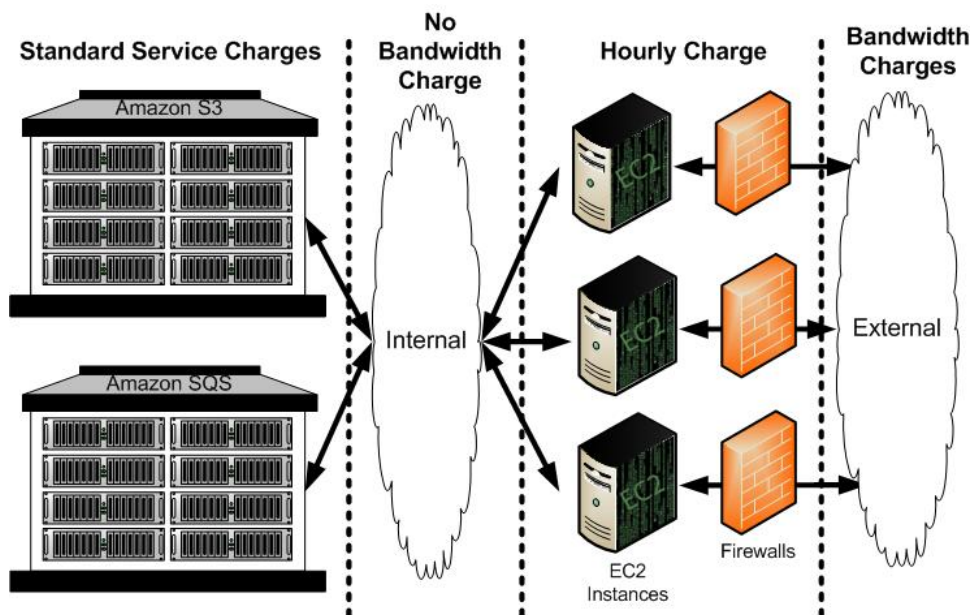 Standard Service Charges
No
Bandwidth
Charge
Hourly Charge
Bandwidth
Charges
Amazon S3
Amazon SQS
Internal
EC2
EC2
EC2
External
EC2
Instances
Firewalls